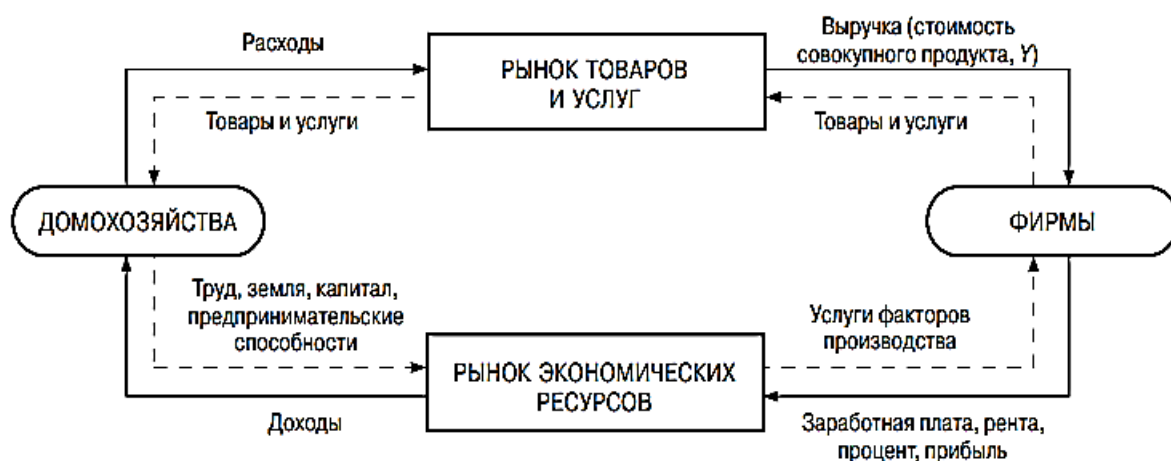 Расходы
РЫНОК ТОВАРОВ
И УСЛУГ
Выручка (стоимость
совокупного продукта, Y)
Товары и услуги
Товары и услуги
ДОМОХОЗЯЙСТВА
ФИРМЫ
Труд, земля, капитал,
предпринимательские
способности
Услуги факторов
производства
РЫНОК ЭКОНОМИЧЕСКИХ
РЕСУРСОВ
Доходы
Заработная плата, рента,
процент, прибыль